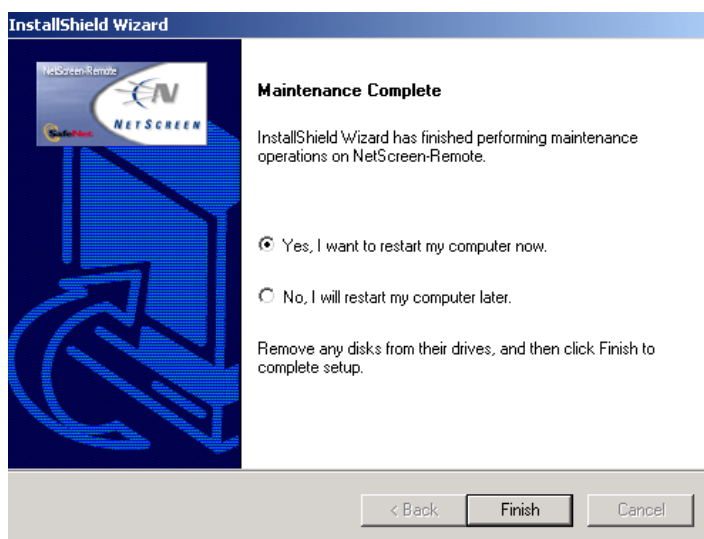 InstallShield Wizard
NetScreen-Remote
N
NETSCREEN
SafeNet
Maintenance Complete
InstallShield Wizard has finished performing maintenance
operations on NetScreen-Remote.
Yes, I want to restart my computer now.
No, I will restart my computer later.
Remove any disks from their drives, and then click Finish to
complete setup.
< Back
Finish
Cancel